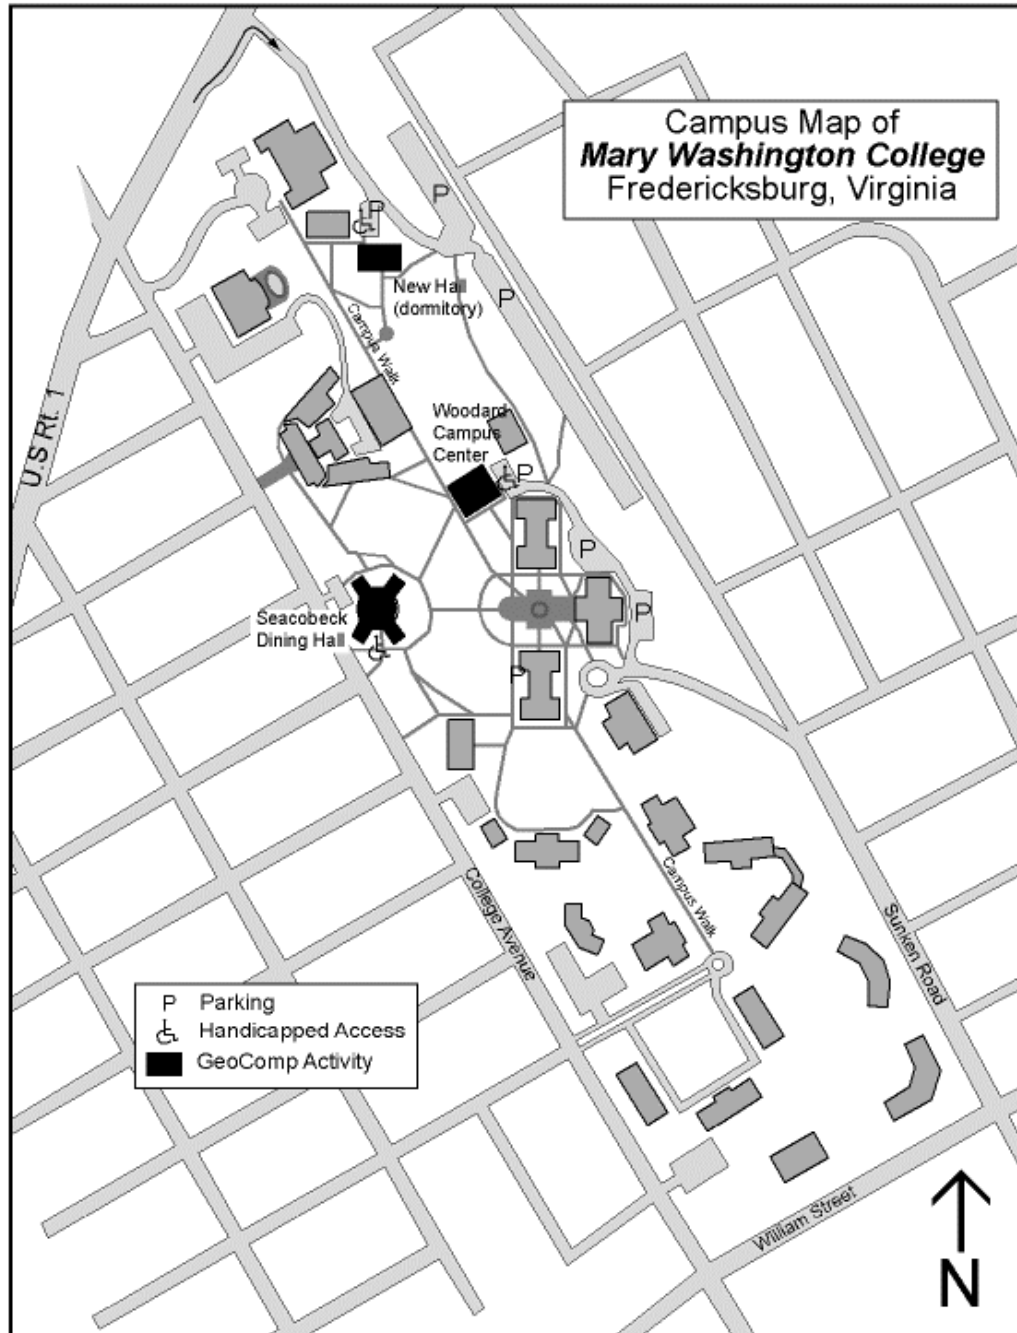 Campus Map of
Mary Washington College
Fredericksburg, Virginia
P
P
New Hall
(dormitory)
P
Campus Walk
U.S Rt. 1
Woodard
Campus
Center
P
P
P
Seacobeck
Dining Hall
P
Campus Walk
College Avenue
Sunken Road
P Parking
Handicapped Access
GeoComp Activity
William Street
N